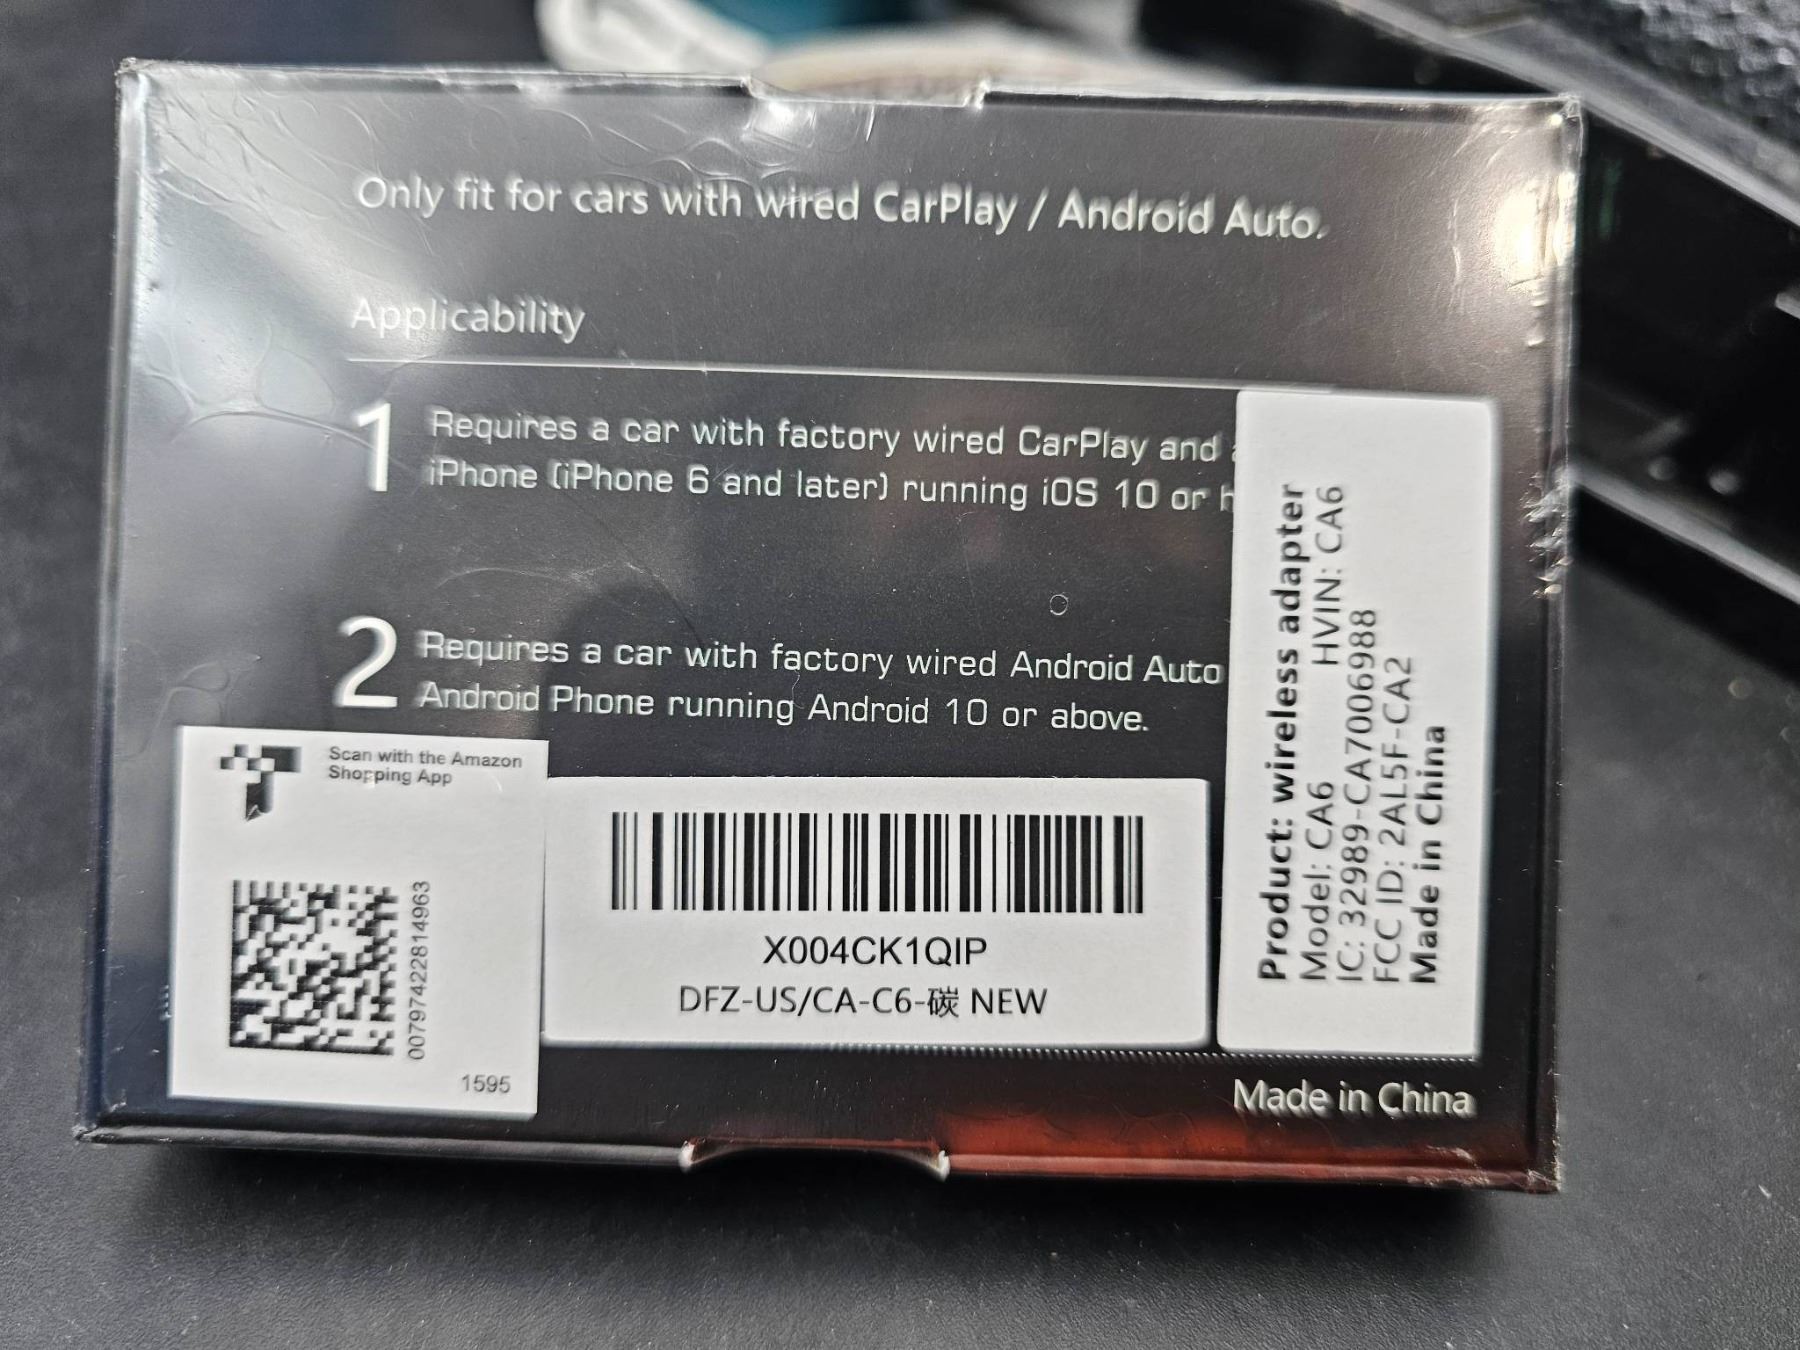 Only fit for cars with wired CarPlay / Android Auto.
Applicability
1
Requires a car with factory wired CarPlay and
iPhone (iPhone 6 and later) running iOS 10 or
2
Requires a car with factory wired Android Auto
Android Phone running Android 10 or above.
Scan with the Amazon
Shopping App
00797422814963
1595
X004CK1QIP
DFZ-US/CA-C6-碳 NEW
Product: wireless adapter
Model: CA6 HVIN: CA6
IC: 32989-CA7006988
FCC ID: 2AL5F-CA2
Made in China
Made in China